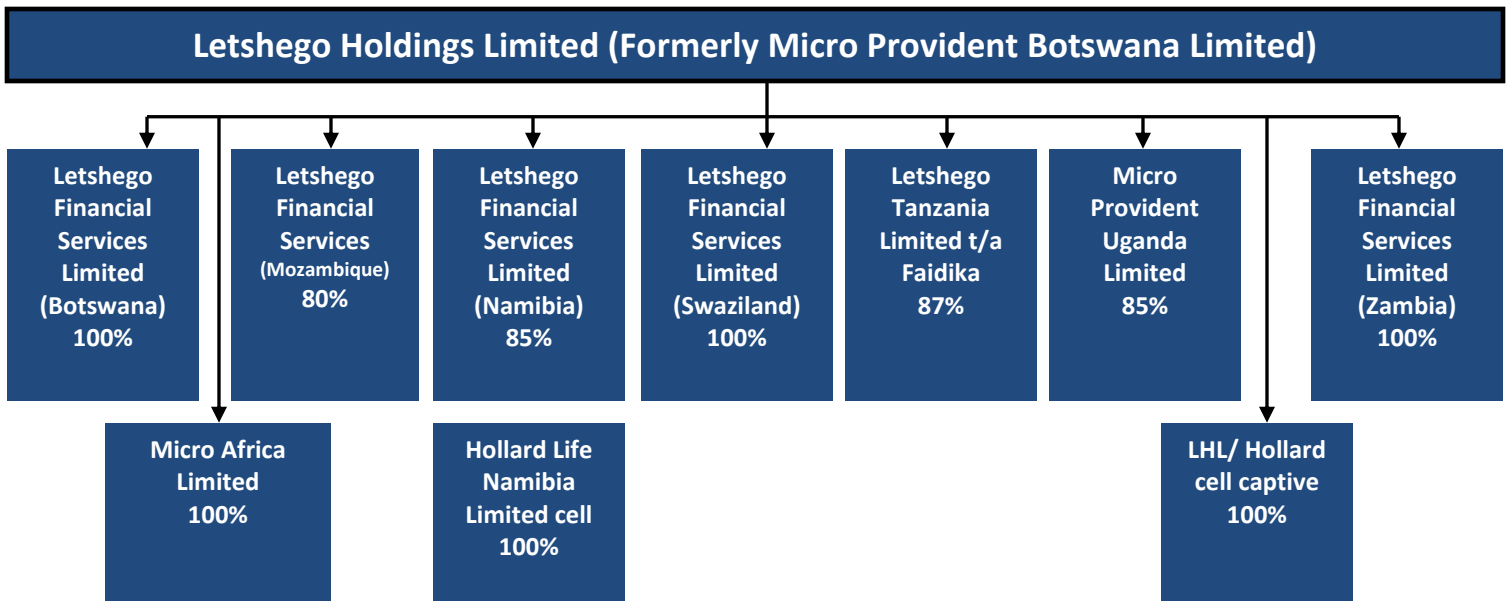 Letshego Holdings Limited (Formerly Micro Provident Botswana Limited)
Letshego
Financial
Services
Limited
(Botswana)
100%
Letshego
Financial
Services
(Mozambique)
80%
Letshego
Financial
Services
Limited
(Namibia)
85%
Letshego
Financial
Services
Limited
(Swaziland)
100%
Letshego
Tanzania
Limited t/a
Faidika
87%
Micro
Provident
Uganda
Limited
85%
Letshego
Financial
Services
Limited
(Zambia)
100%
Micro Africa
Limited
100%
Hollard Life
Namibia
Limited cell
100%
LHL/ Hollard
cell captive
100%